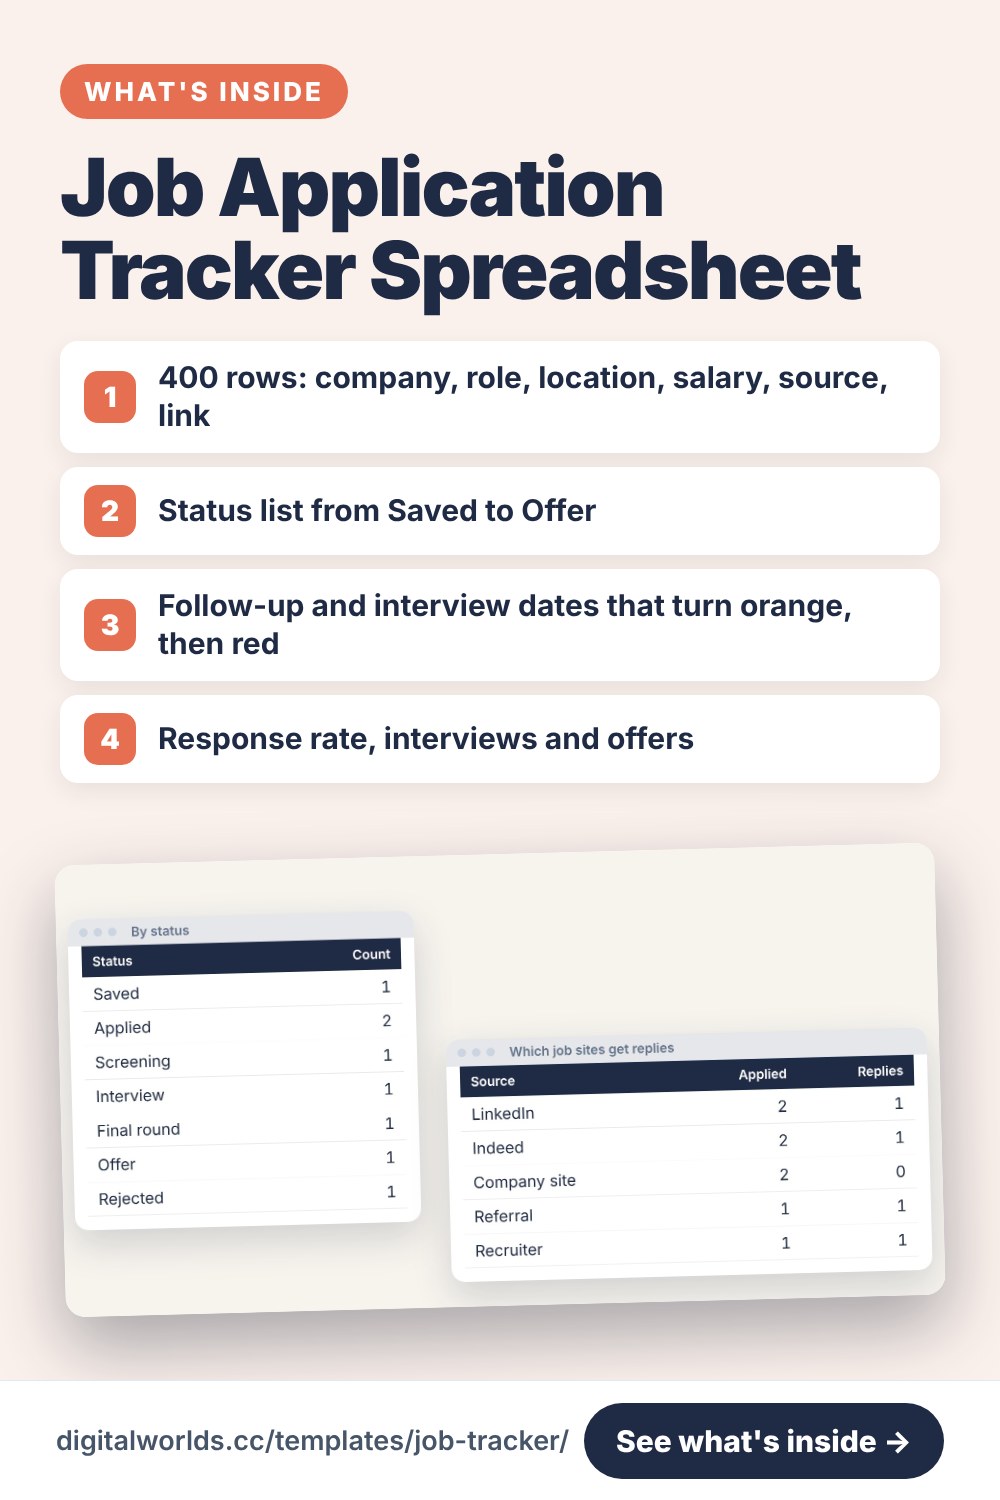 WHAT'S INSIDE
Job Application
Tracker Spreadsheet
1 400 rows: company, role, location, salary, source,
link
2 Status list from Saved to Offer
3 Follow-up and interview dates that turn orange,
then red
4 Response rate, interviews and offers
By status
Status Count
Saved 1
Applied 2
Screening 1
Interview 1
Final round 1
Offer 1
Rejected 1
Which job sites get replies
Source Applied Replies
LinkedIn 2 1
Indeed 2 1
Company site 2 0
Referral 1 1
Recruiter 1 1
digitalworlds.cc/templates/job-tracker/
See what's inside →